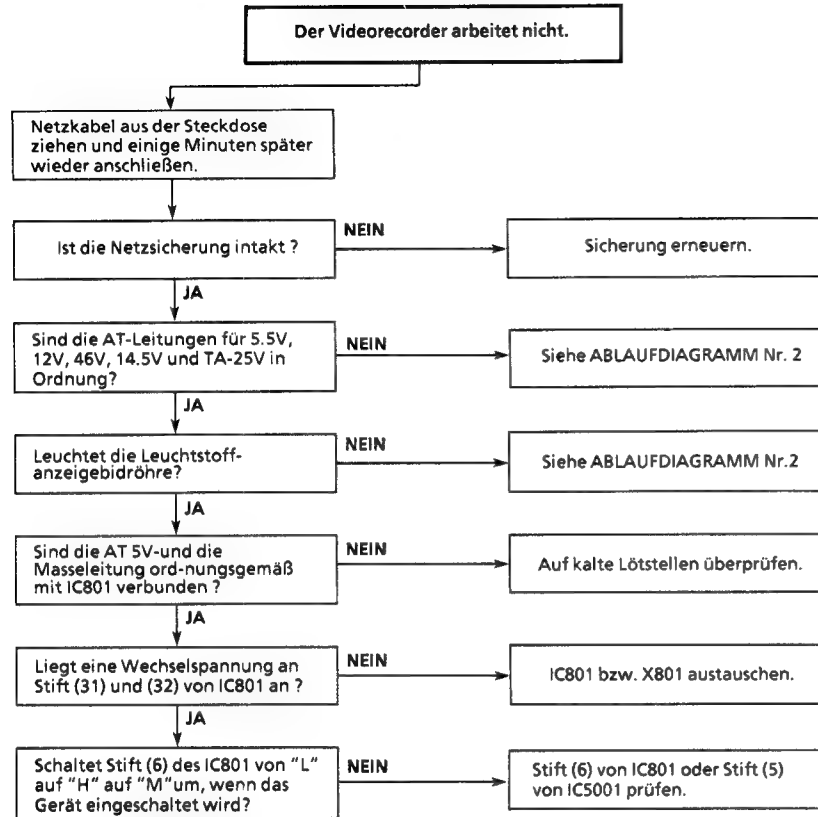 Der Videorecorder arbeitet nicht.
Netzkabel aus der Steckdose
ziehen und einige Minuten später
wieder anschließen.
Ist die Netzsicherung intakt ?
NEIN
Sicherung erneuern.
JA
Sind die AT-Leitungen für 5.5V,
12V, 46V, 14.5V und TA-25V in
Ordnung?
NEIN
Siehe ABLAUFDIAGRAMM Nr. 2
JA
Leuchtet die Leuchtstoff-
anzeigebidröhre?
NEIN
Siehe ABLAUFDIAGRAMM Nr.2
JA
Sind die AT 5V-und die
Masseleitung ord-nungsgemäß
mit IC801 verbunden ?
NEIN
Auf kalte Lötstellen überprüfen.
JA
Liegt eine Wechselspannung an
Stift (31) und (32) von IC801 an ?
NEIN
IC801 bzw. X801 austauschen.
JA
Schaltet Stift (6) des IC801 von "L"
auf "H" auf "M"um, wenn das
Gerät eingeschaltet wird?
NEIN
Stift (6) von IC801 oder Stift (5)
von IC5001 prüfen.